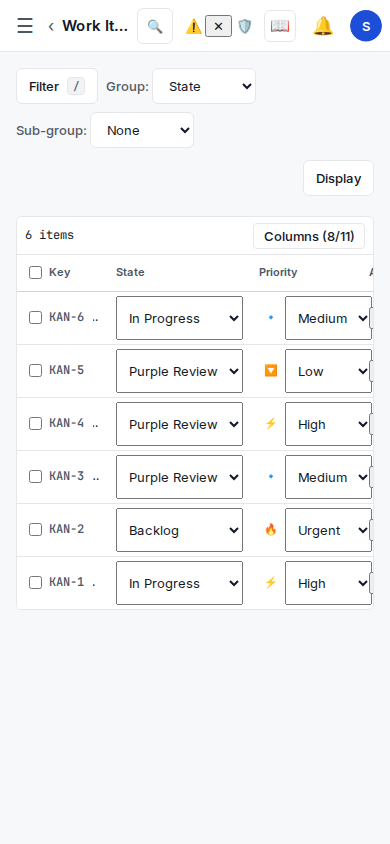 ☰ ‹ Work It... 🔍 ⚠️ ✕ 🛡️ 📖 🔔 S
Filter / Group: State
Sub-group: None
Display
6 items Columns (8/11)
Key State Priority
KAN-6 .. In Progress 🔹 Medium
KAN-5 Purple Review 🔽 Low
KAN-4 .. Purple Review ⚡ High
KAN-3 .. Purple Review 🔹 Medium
KAN-2 Backlog 🔥 Urgent
KAN-1 . In Progress ⚡ High